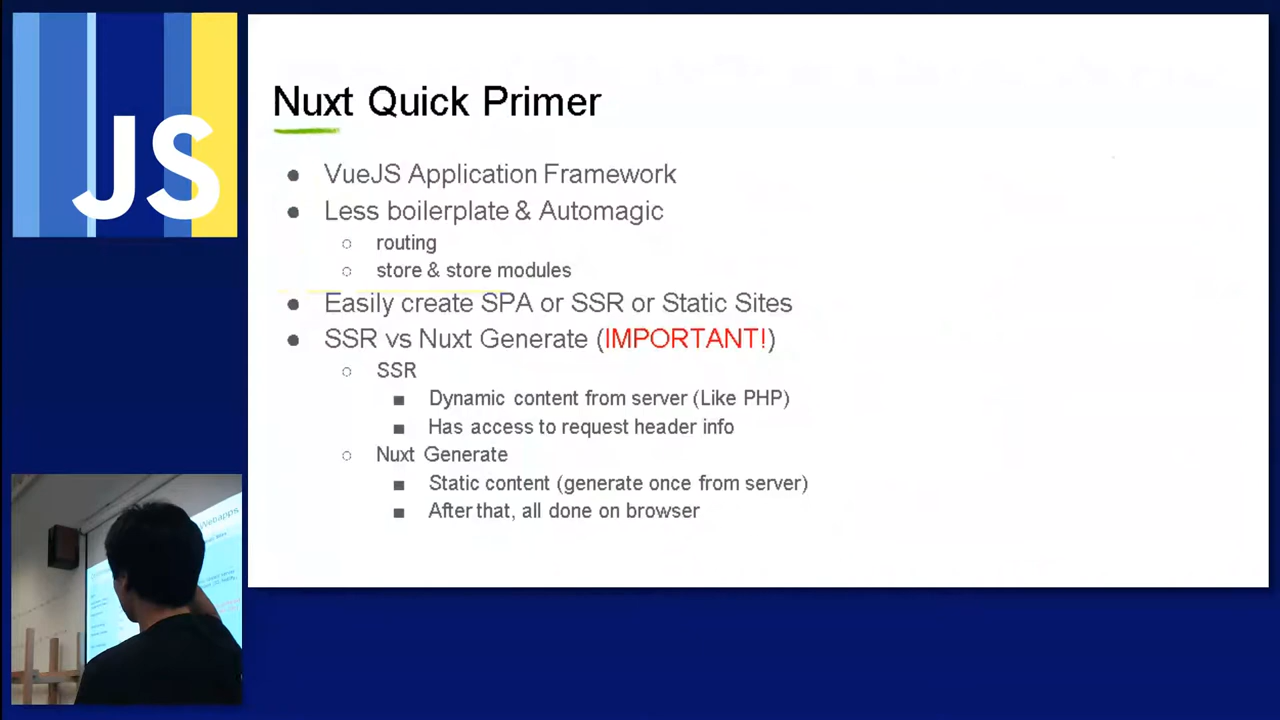 JS
Nuxt Quick Primer
● VueJS Application Framework
● Less boilerplate & Automagic
○ routing
○ store & store modules
● Easily create SPA or SSR or Static Sites
● SSR vs Nuxt Generate (IMPORTANT!)
○ SSR
■ Dynamic content from server (Like PHP)
■ Has access to request header info
○ Nuxt Generate
■ Static content (generate once from server)
■ After that, all done on browser
Webapps